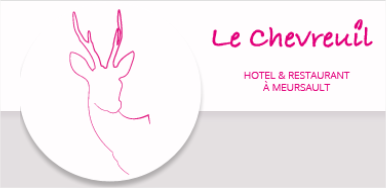 Le Chevreuil
HOTEL & RESTAURANT
À MEURSAULT